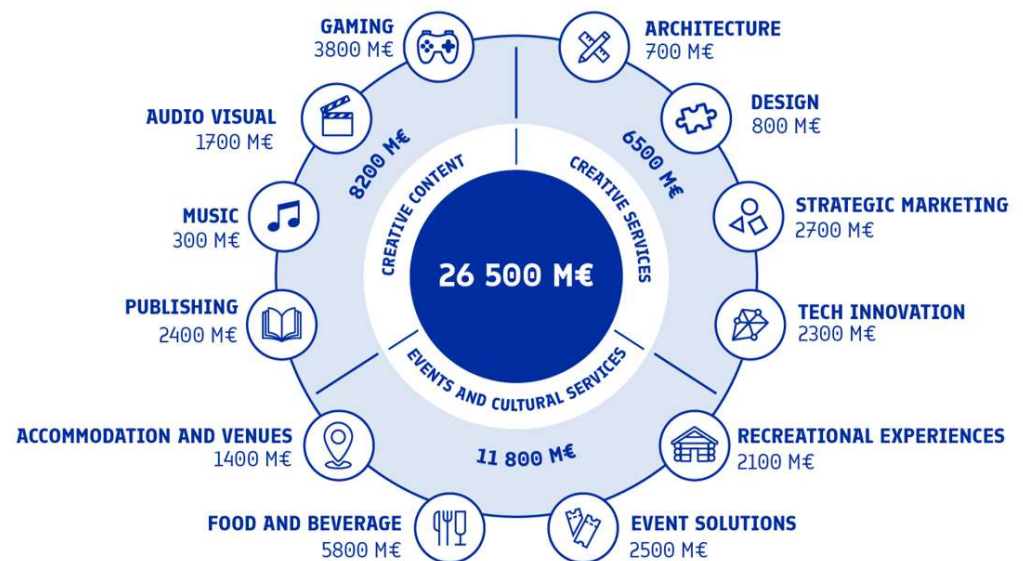 GAMING
3800 M€
ARCHITECTURE
700 M€
AUDIO VISUAL
1700 M€
DESIGN
800 M€
8200 M€
6500 M€
CREATIVE CONTENT
CREATIVE SERVICES
MUSIC
300 M€
STRATEGIC MARKETING
2700 M€
26 500 M€
PUBLISHING
2400 M€
TECH INNOVATION
2300 M€
EVENTS AND CULTURAL SERVICES
11 800 M€
ACCOMMODATION AND VENUES
1400 M€
RECREATIONAL EXPERIENCES
2100 M€
FOOD AND BEVERAGE
5800 M€
EVENT SOLUTIONS
2500 M€